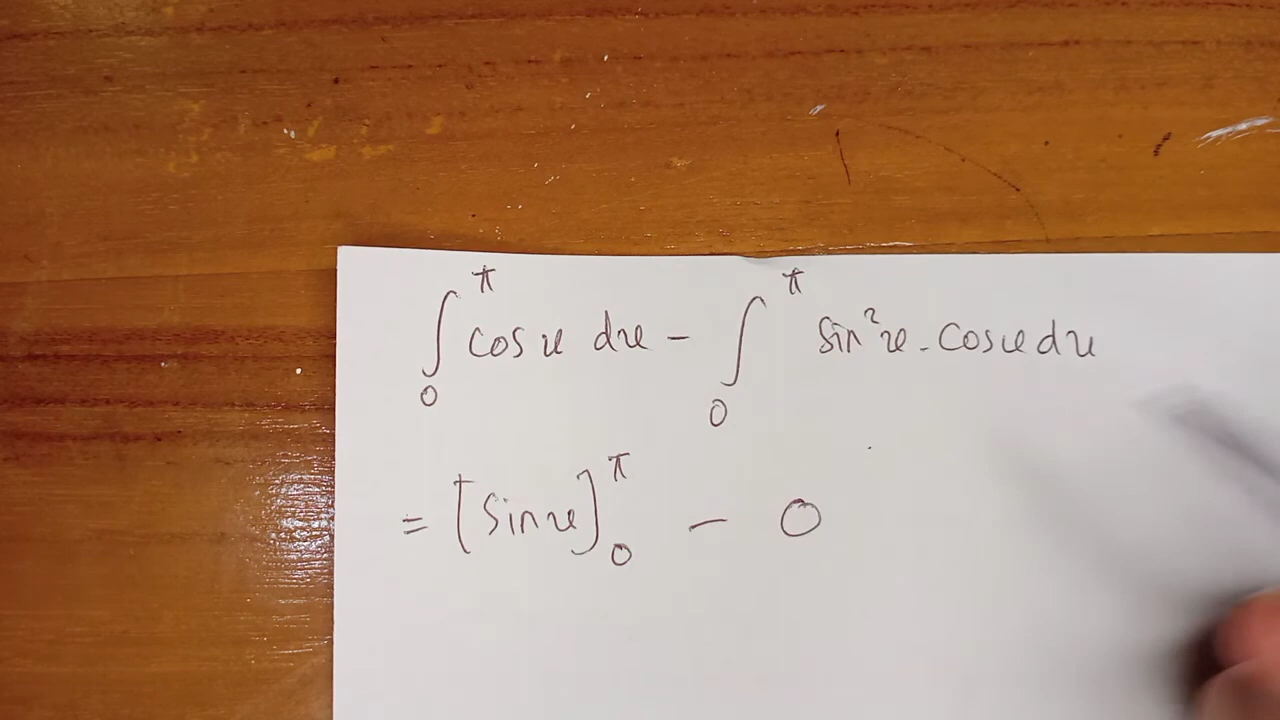 ∫₀^π cos x dx - ∫₀^π sin²x . cos x dx
= [sin x]₀^π - 0